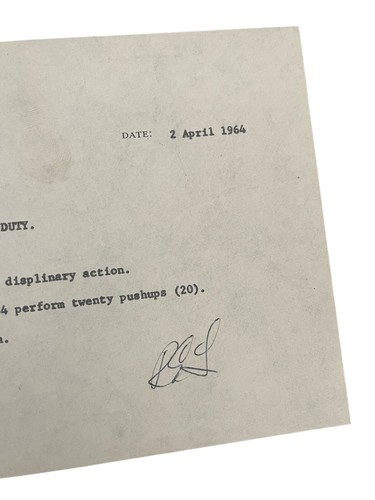 DATE: 2 April 1964
DUTY.
displinary action.
4 perform twenty pushups (20).